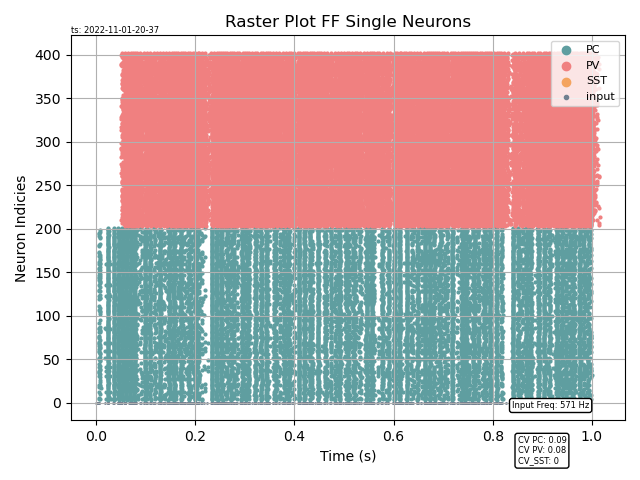 Raster Plot FF Single Neurons
ts: 2022-11-01-20-37
PC
PV
SST
input
Neuron Indicies
400
350
300
250
200
150
100
50
0
0.0 0.2 0.4 0.6 0.8 1.0
Time (s)
Input Freq: 571 Hz
CV PC: 0.09
CV PV: 0.08
CV_SST: 0